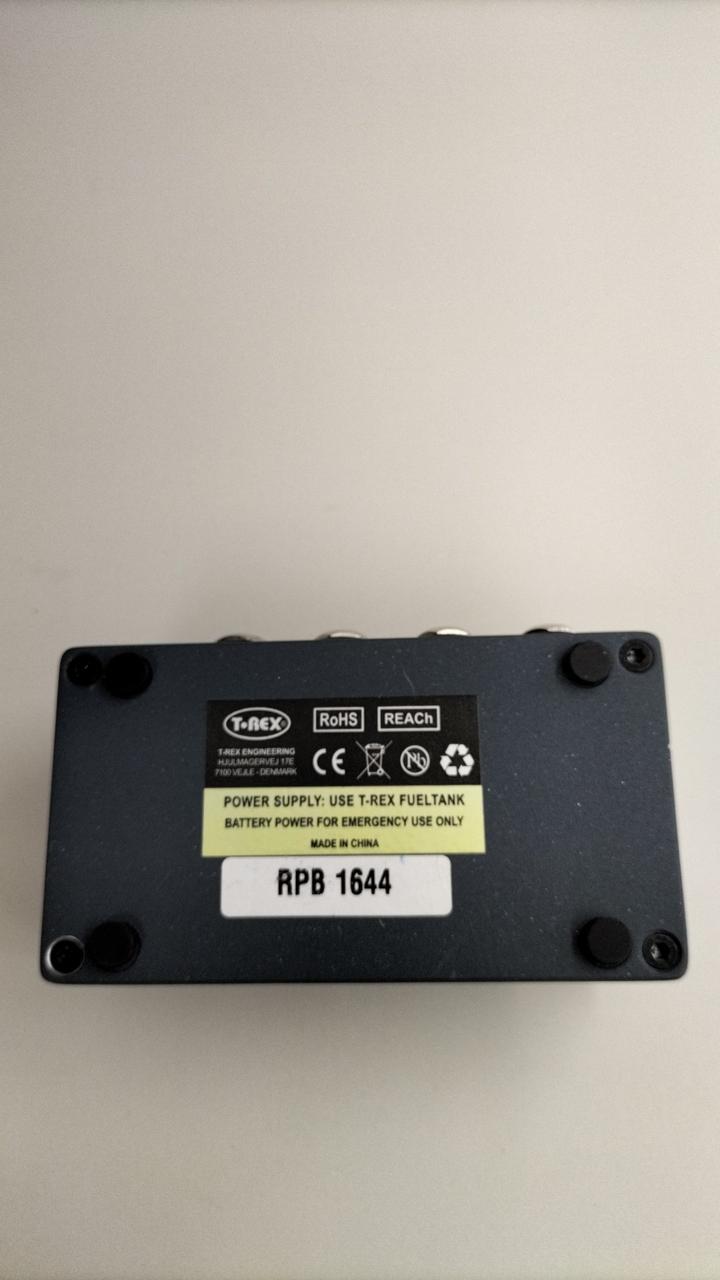 T-REX®
RoHS REACh
T-REX ENGINEERING
HJULMAGERVEJ 17E
7100 VEJLE - DENMARK
CE
Nb
POWER SUPPLY: USE T-REX FUELTANK
BATTERY POWER FOR EMERGENCY USE ONLY
MADE IN CHINA
RPB 1644